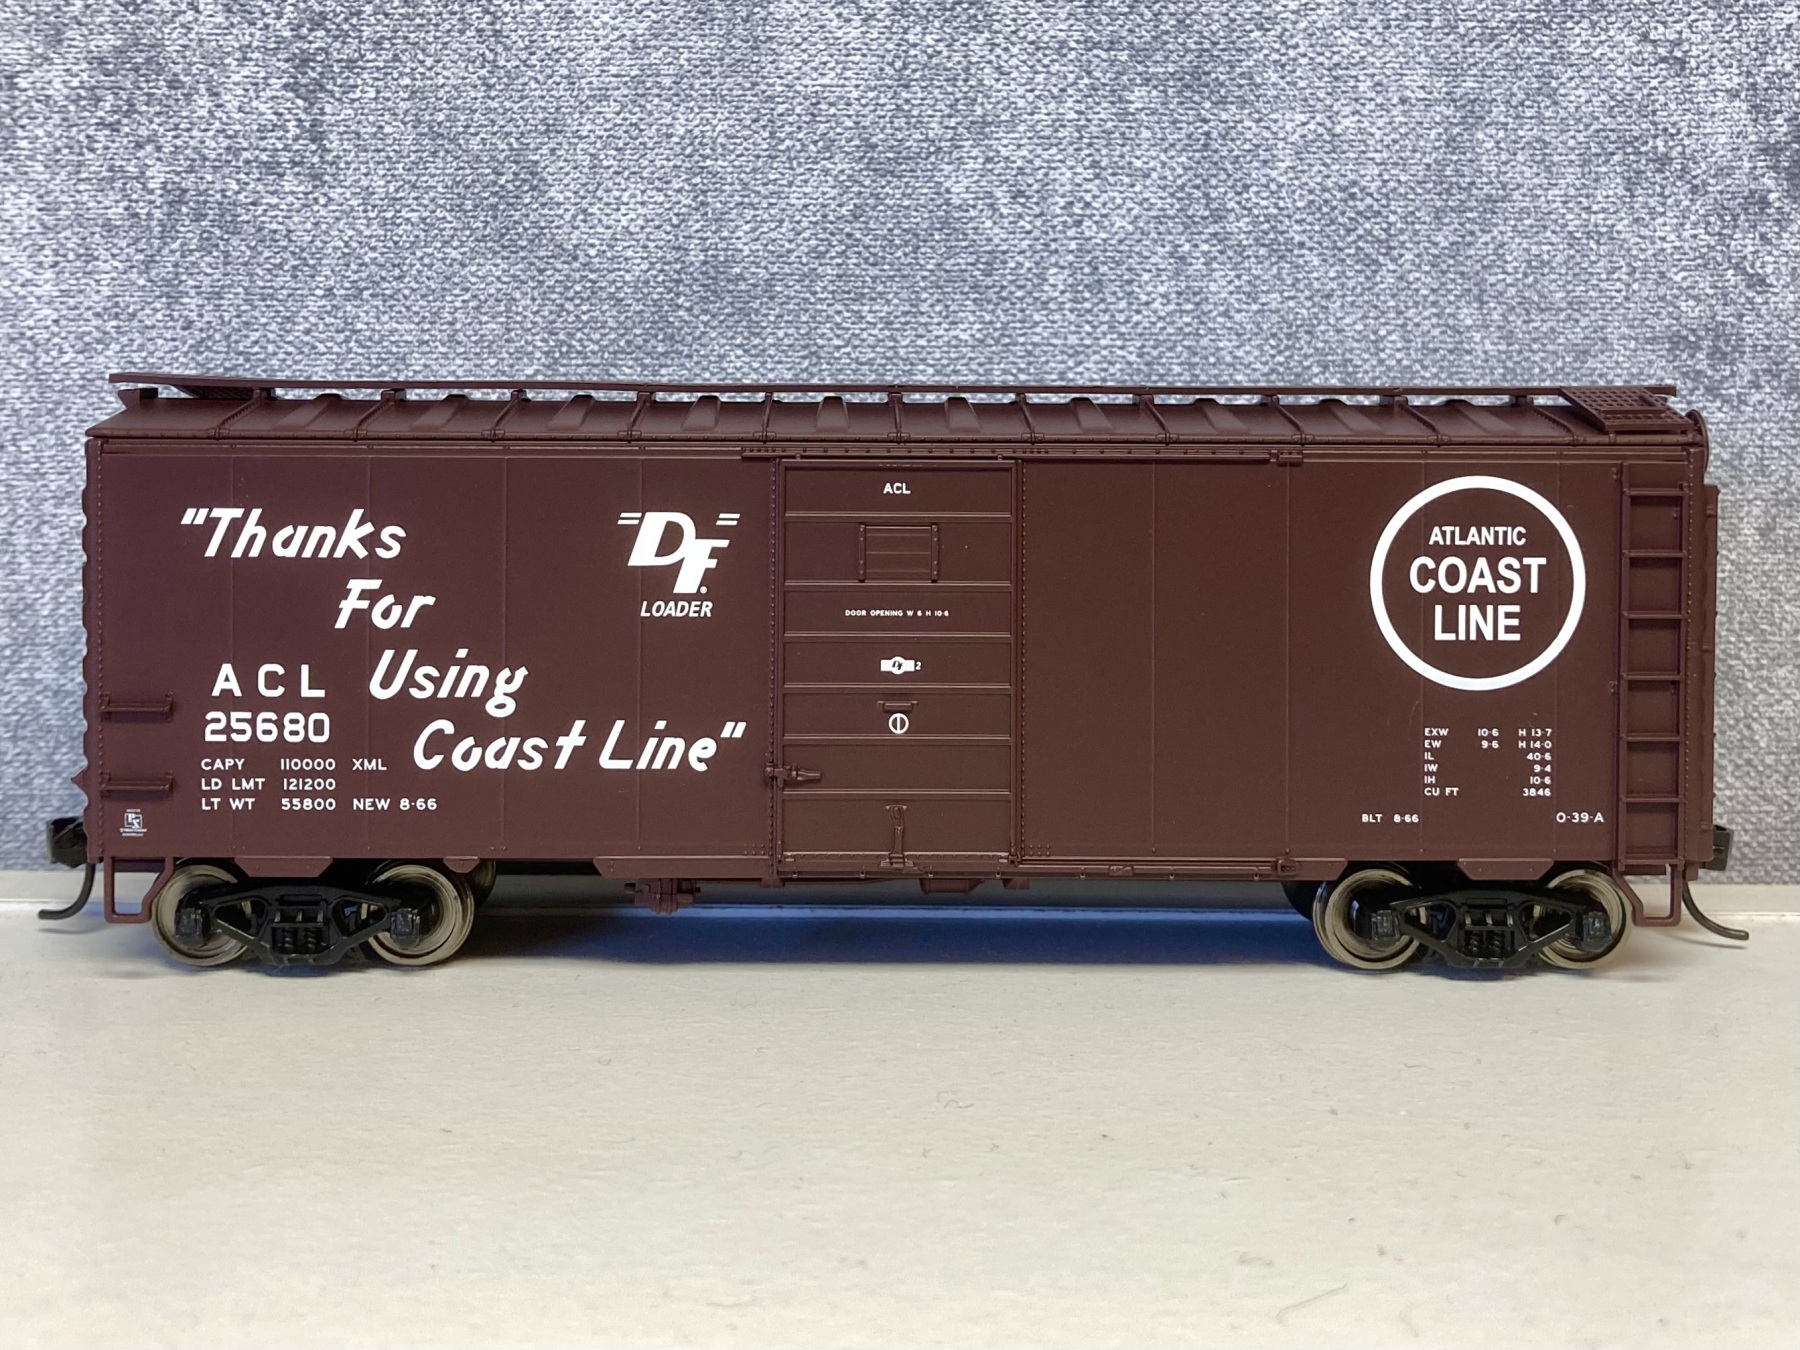 "Thanks
For
Using
Coast Line"
DF
LOADER
A C L
25680
CAPY 110000 XML
LD LMT 121200
LT WT 55800 NEW 8-66
PS
ACL
DOOR OPENING W 6 H 10-6
DF 2
ATLANTIC
COAST
LINE
EXW 10-6 H 13-7
EW 9-6 H 14-0
IL 40-6
IW 9-4
IH 10-6
CU FT 3846
BLT 8-66
O-39-A